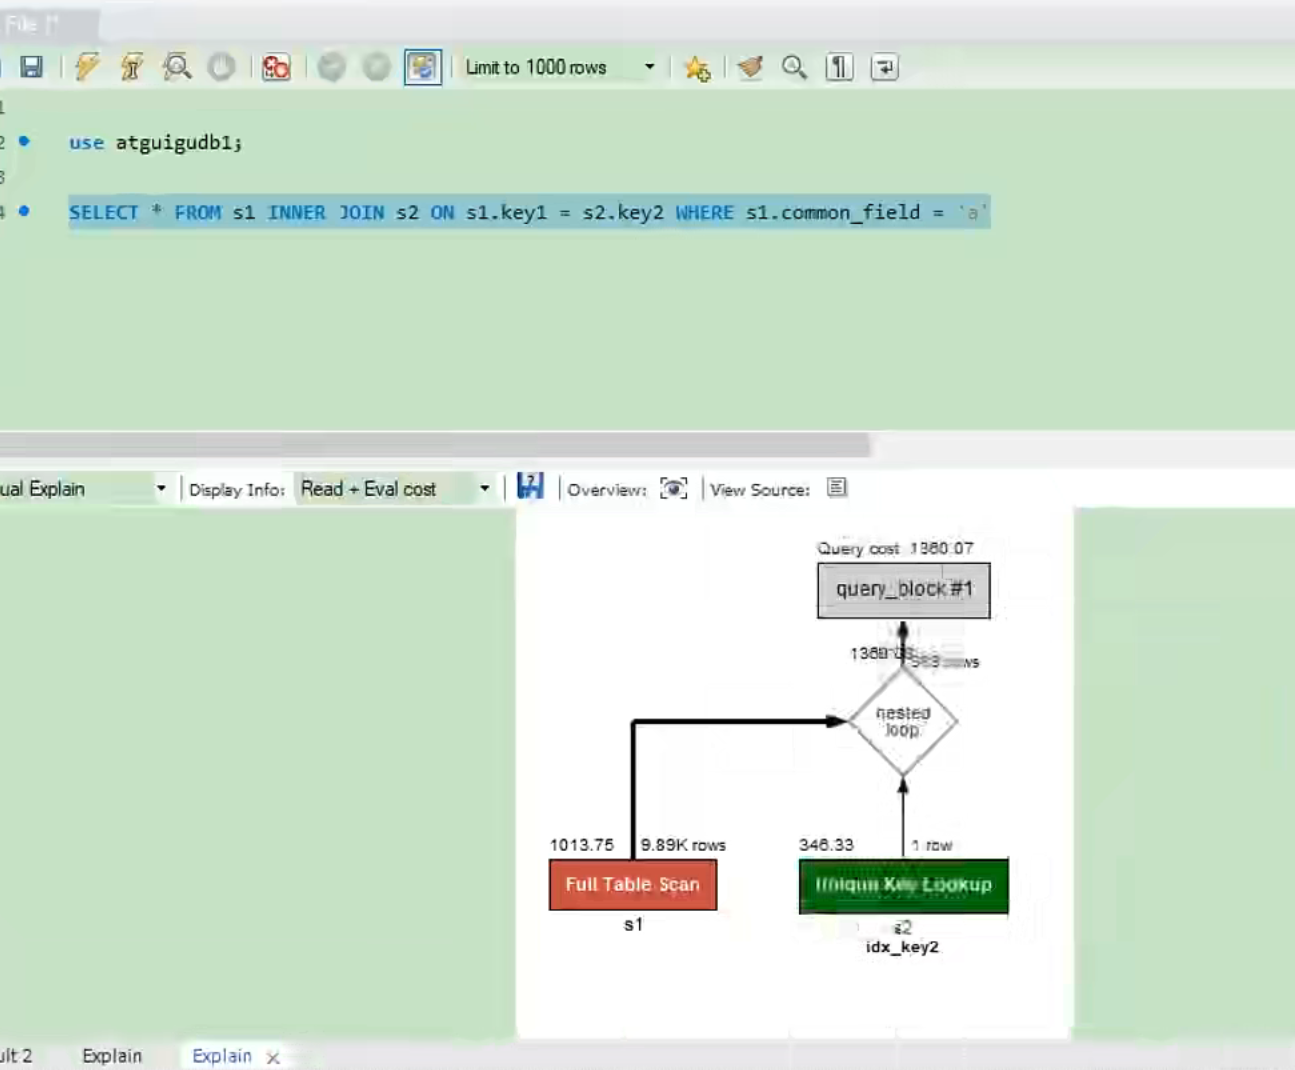 File 1*
Limit to 1000 rows
1
2 use atguigudb1;
3
4 SELECT * FROM s1 INNER JOIN s2 ON s1.key1 = s2.key2 WHERE s1.common_field = 'a'
ual Explain Display Info: Read + Eval cost Overview: View Source:
Query cost 1360.07
query_block #1
rows
nested
loop
1013.75 9.89K rows 346.33 1 row
Full Table Scan Unique Key Lookup
s1 s2
idx_key2
ult 2 Explain Explain